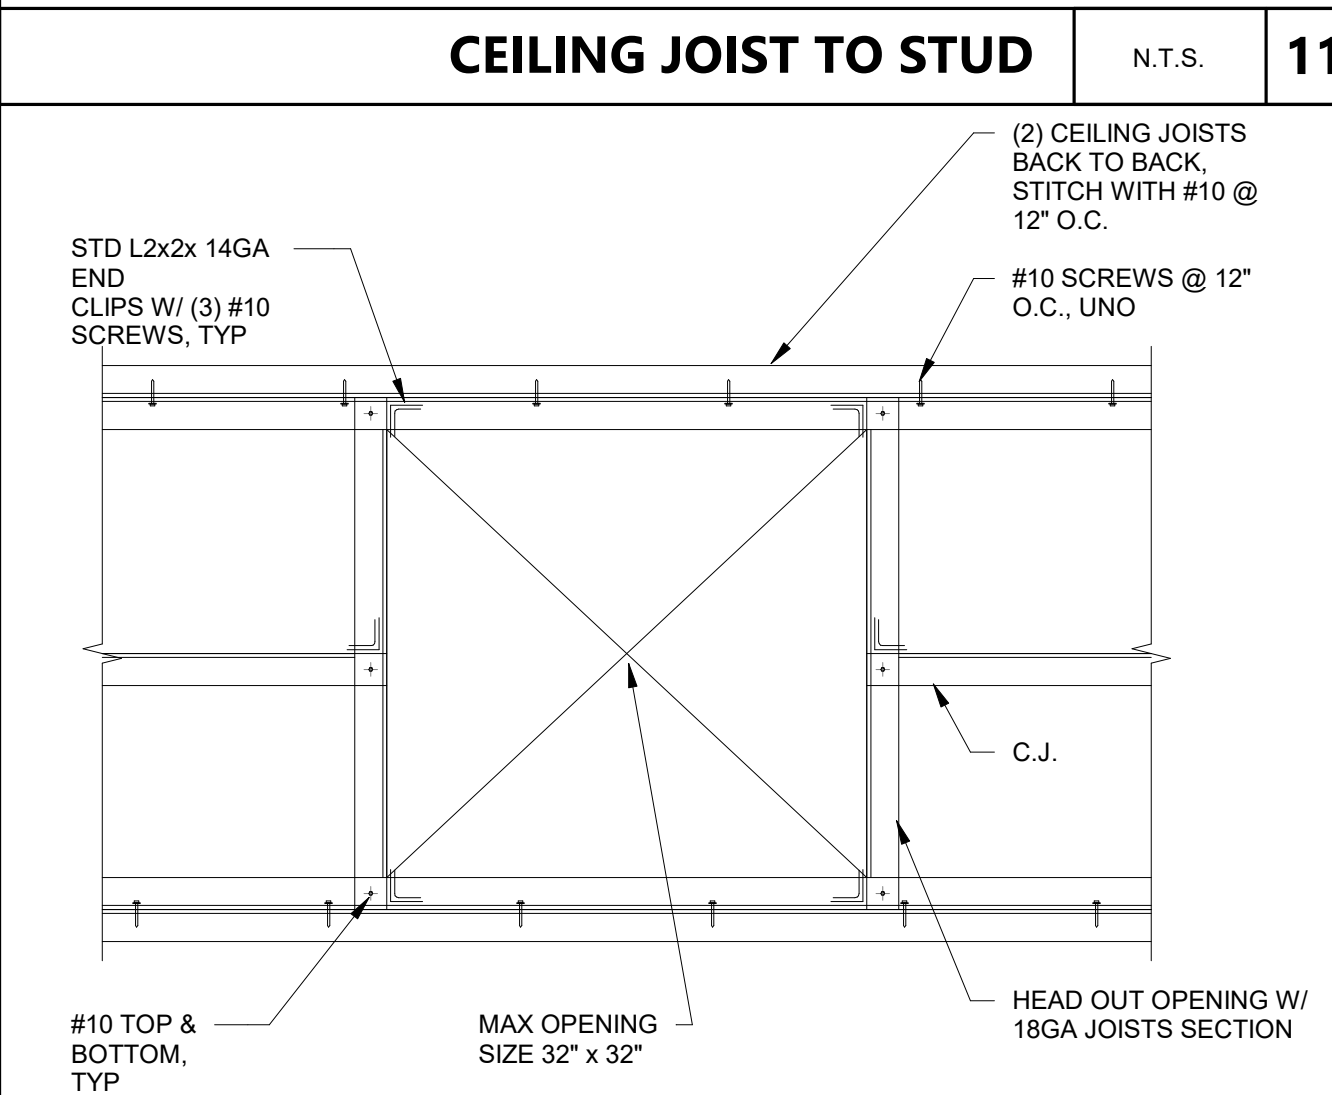 CEILING JOIST TO STUD
N.T.S.
11
(2) CEILING JOISTS
BACK TO BACK,
STITCH WITH #10 @
12" O.C.
STD L2x2x 14GA
END
CLIPS W/ (3) #10
SCREWS, TYP
#10 SCREWS @ 12"
O.C., UNO
C.J.
#10 TOP &
BOTTOM,
TYP
MAX OPENING
SIZE 32" x 32"
HEAD OUT OPENING W/
18GA JOISTS SECTION